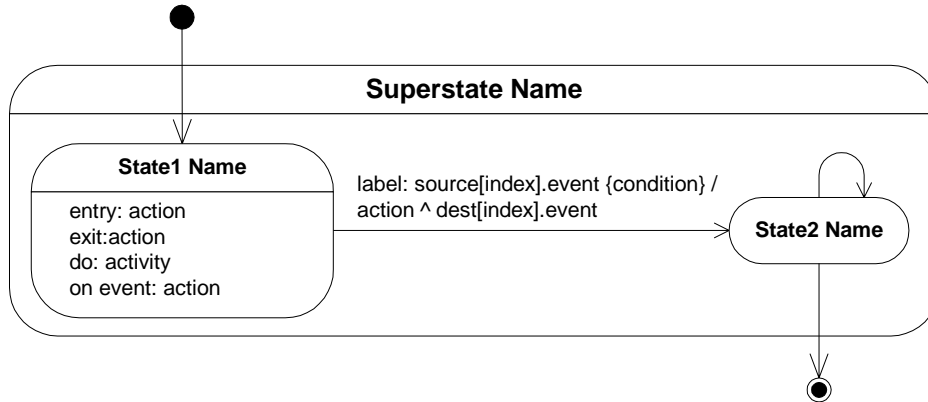 Superstate Name
State1 Name
entry: action
exit:action
do: activity
on event: action
label: source[index].event {condition} /
action ^ dest[index].event
State2 Name